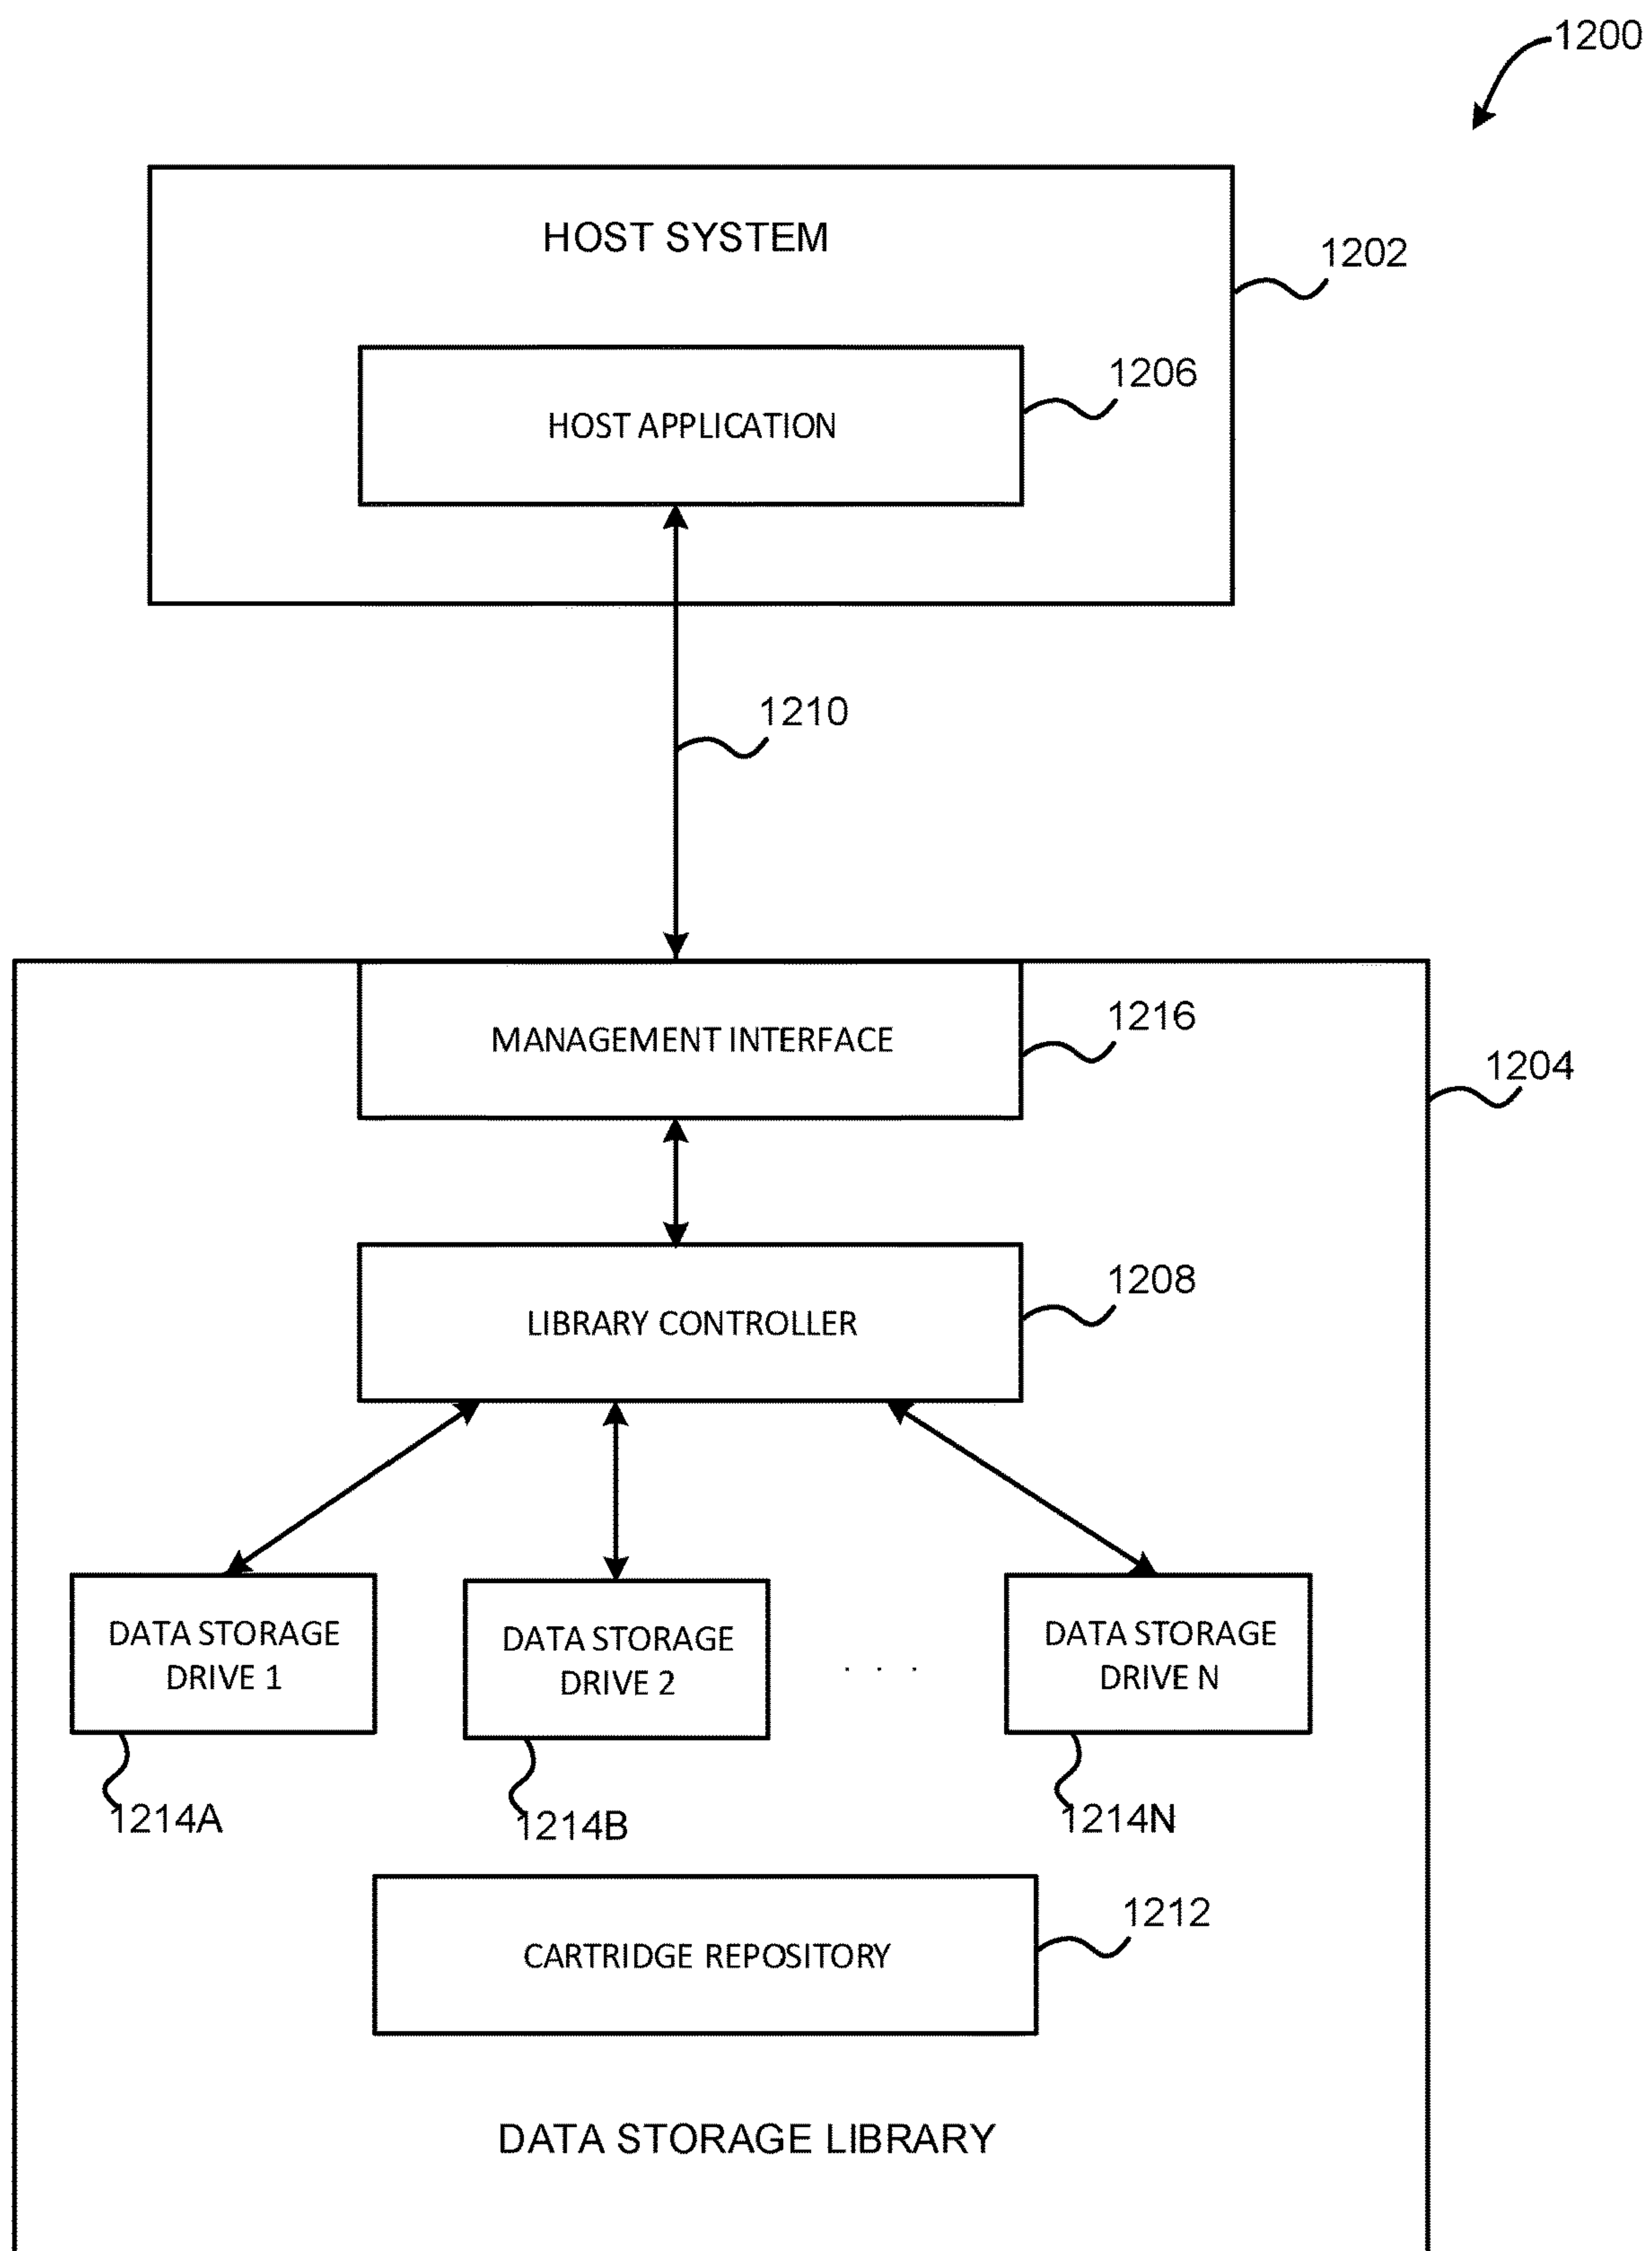 1200
HOST SYSTEM
1202
1206
HOST APPLICATION
1210
1216
MANAGEMENT INTERFACE
1204
1208
LIBRARY CONTROLLER
DATA STORAGE
DRIVE 1
DATA STORAGE
DRIVE 2
. . .
DATA STORAGE
DRIVE N
1214A
1214B
1214N
1212
CARTRIDGE REPOSITORY
DATA STORAGE LIBRARY